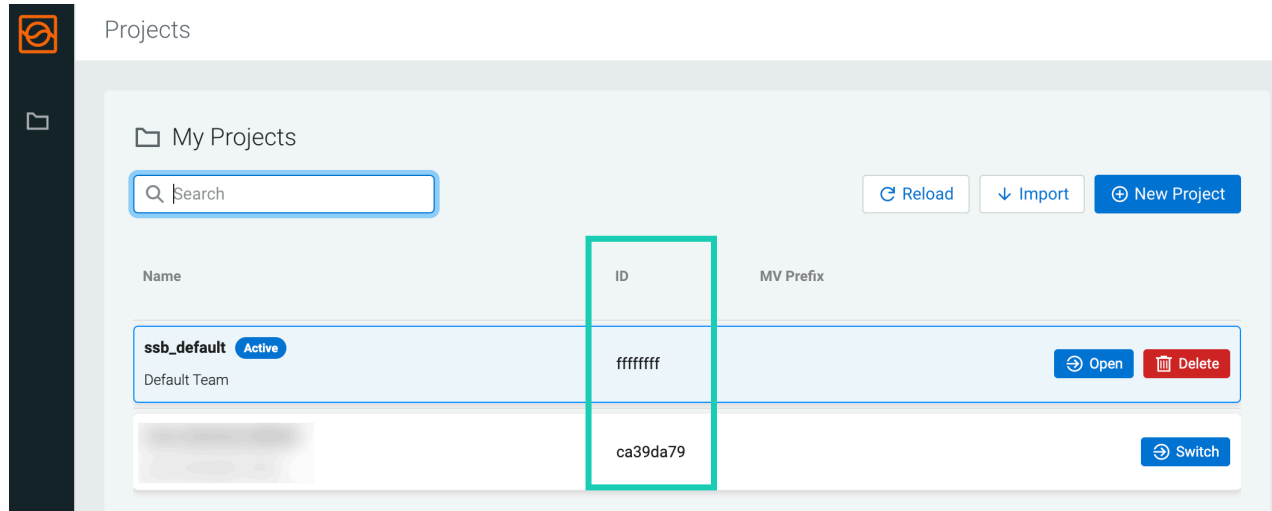 Projects
My Projects
Search
Reload
Import
New Project
Name ID MV Prefix
ssb_default Active
Default Team
ffffffff
Open
Delete
ca39da79
Switch